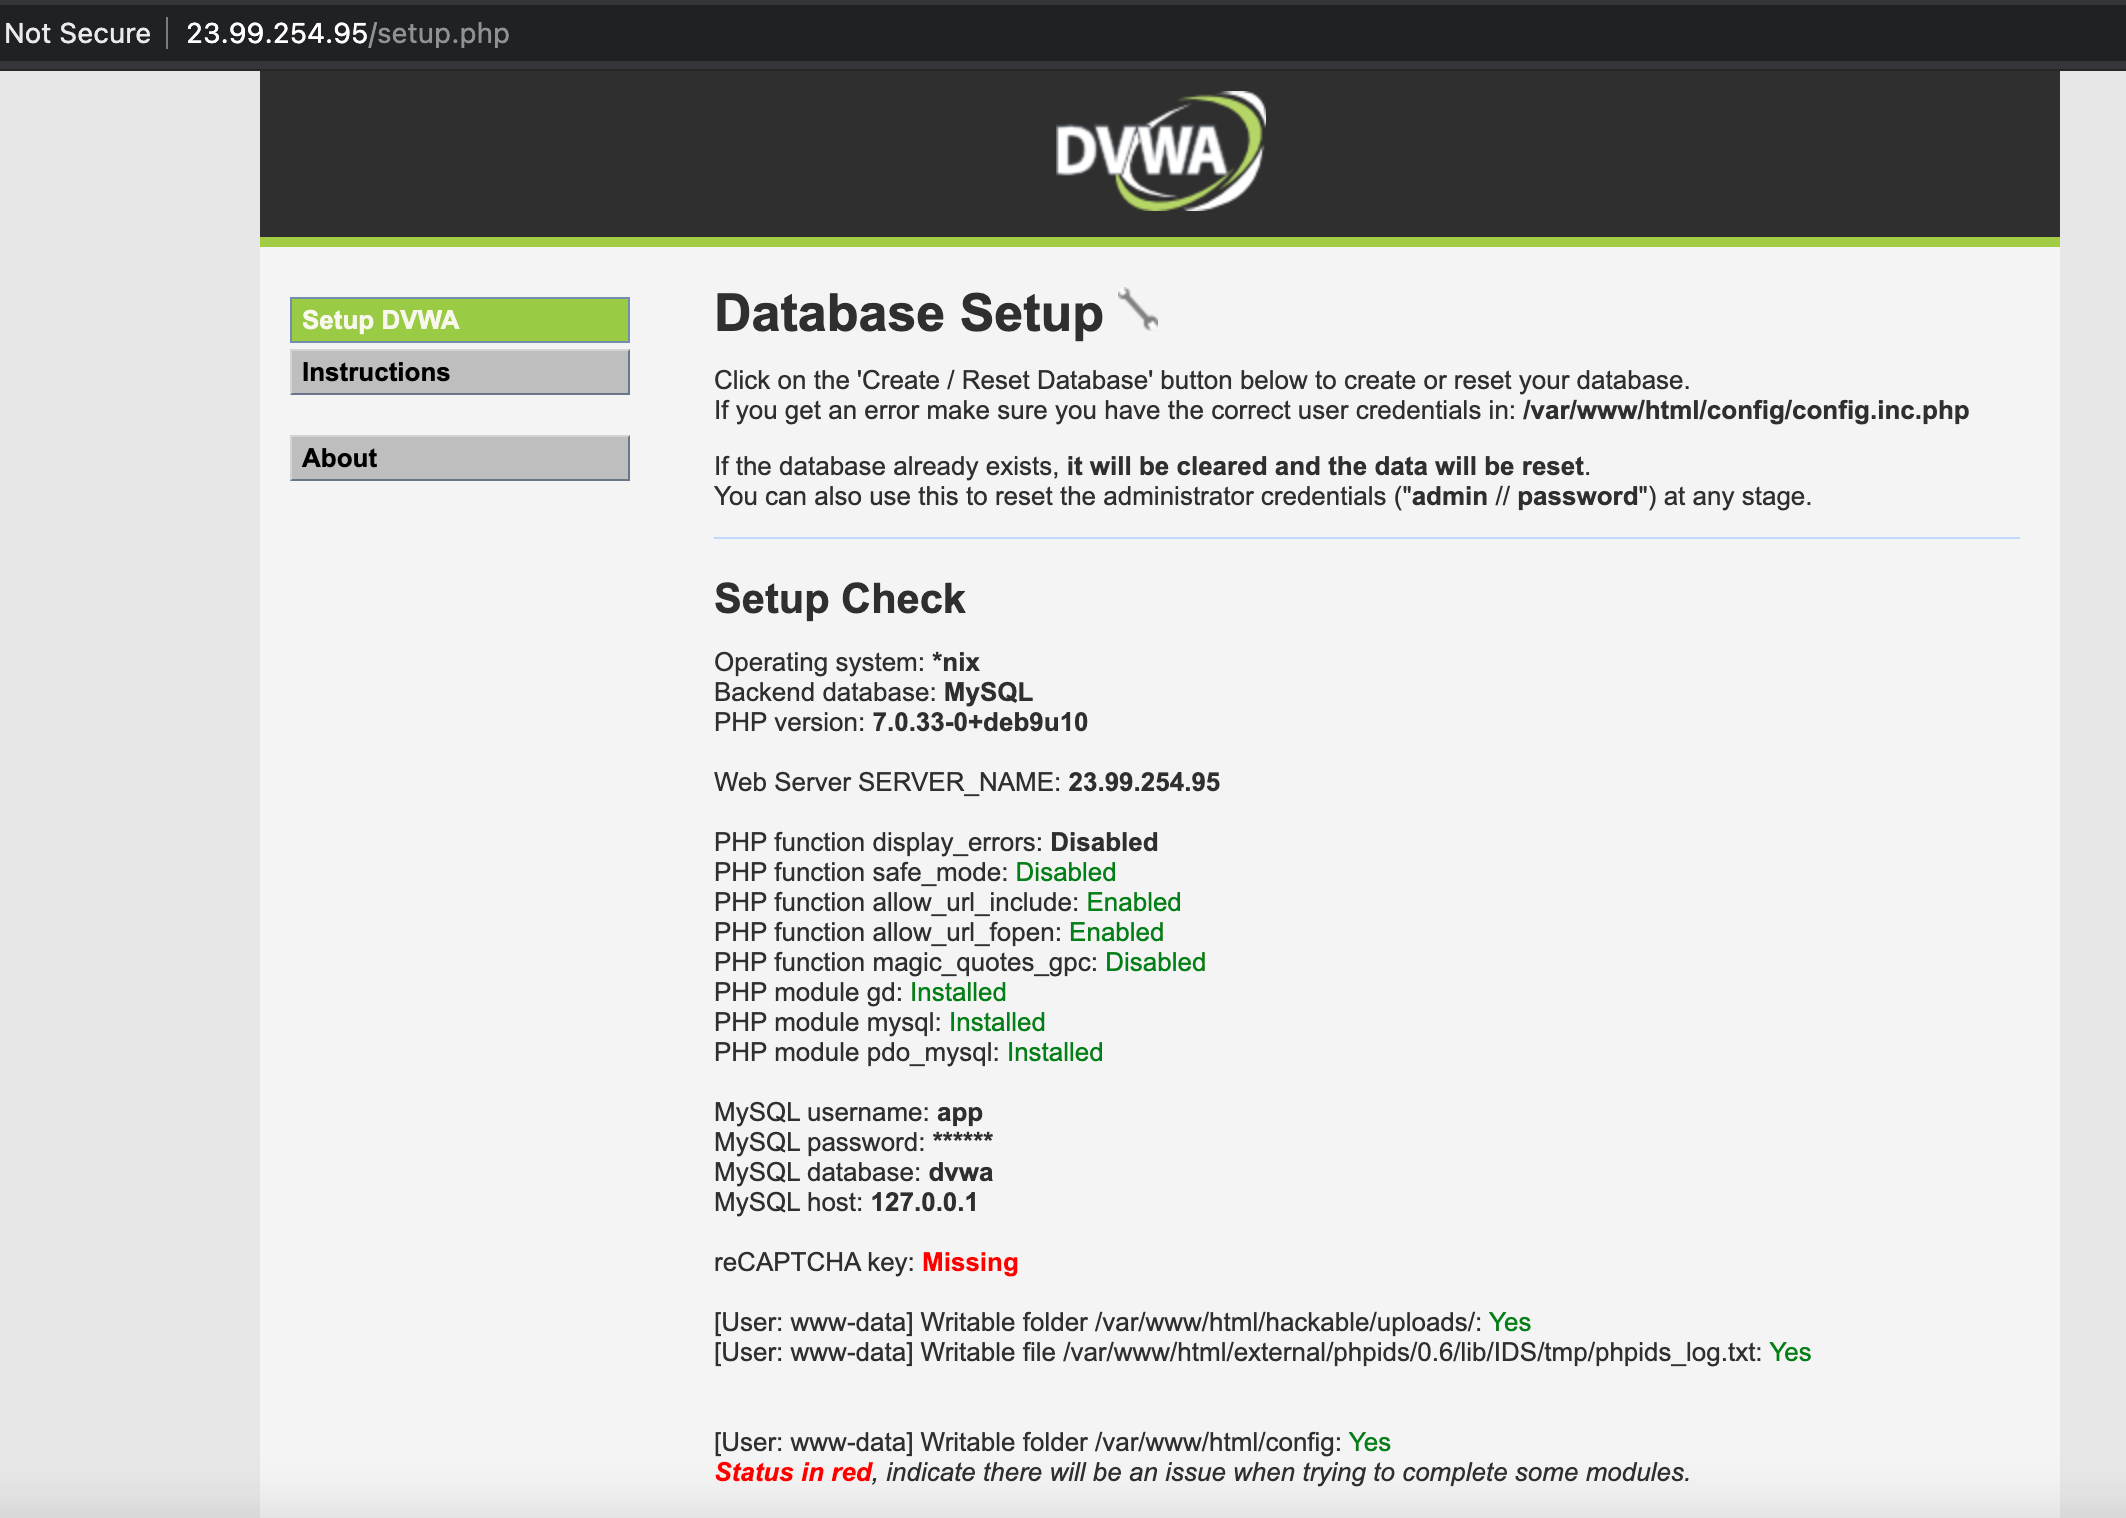 Not Secure | 23.99.254.95/setup.php
DVWA
Setup DVWA
Instructions
About
Database Setup
Click on the 'Create / Reset Database' button below to create or reset your database.
If you get an error make sure you have the correct user credentials in: /var/www/html/config/config.inc.php
If the database already exists, it will be cleared and the data will be reset.
You can also use this to reset the administrator credentials ("admin // password") at any stage.
Setup Check
Operating system: *nix
Backend database: MySQL
PHP version: 7.0.33-0+deb9u10
Web Server SERVER_NAME: 23.99.254.95
PHP function display_errors: Disabled
PHP function safe_mode: Disabled
PHP function allow_url_include: Enabled
PHP function allow_url_fopen: Enabled
PHP function magic_quotes_gpc: Disabled
PHP module gd: Installed
PHP module mysql: Installed
PHP module pdo_mysql: Installed
MySQL username: app
MySQL password: ******
MySQL database: dvwa
MySQL host: 127.0.0.1
reCAPTCHA key: Missing
[User: www-data] Writable folder /var/www/html/hackable/uploads/: Yes
[User: www-data] Writable file /var/www/html/external/phpids/0.6/lib/IDS/tmp/phpids_log.txt: Yes
[User: www-data] Writable folder /var/www/html/config: Yes
Status in red, indicate there will be an issue when trying to complete some modules.